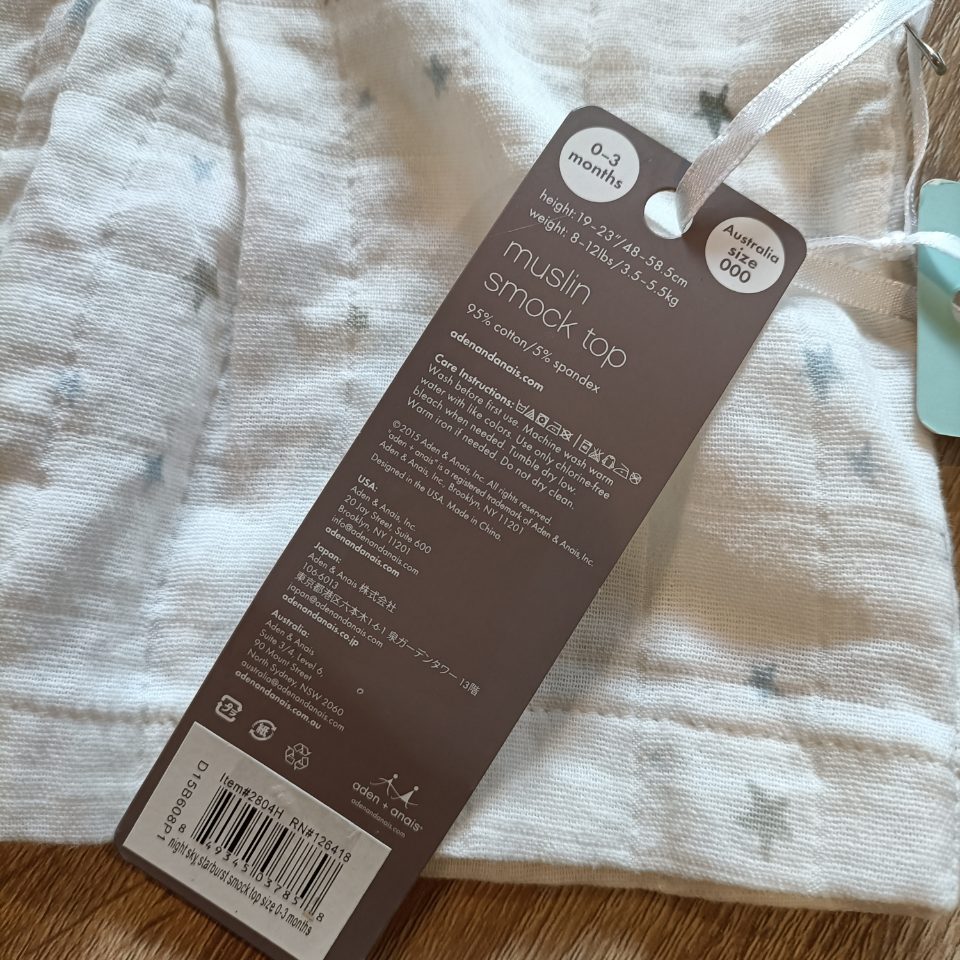 0–3
months
Australia
size
000
height: 19–23"/48–58.5cm
weight: 8–12lbs/3.5–5.5kg
muslin
smock top
95% cotton/5% spandex
adenandanais.com
Care Instructions:
Wash before first use. Machine wash warm
water with like colors. Use only chlorine-free
bleach when needed. Tumble dry low.
Warm iron if needed. Do not dry clean.
©2015 Aden & Anais, Inc. All rights reserved.
"aden + anais" is a registered trademark of Aden & Anais, Inc.
Aden & Anais, Inc., Brooklyn, NY 11201
Designed in the USA. Made in China.
USA:
Aden & Anais, Inc.
20 Jay Street, Suite 600
Brooklyn, NY 11201
info@adenandanais.com
adenandanais.com
Japan:
Aden & Anais 株式会社
106-6013
東京都港区六本木1-6-1 泉ガーデンタワー 13階
japan@adenandanais.com
adenandanais.co.jp
Australia:
Aden & Anais
Suite 3/4, Level 6,
90 Mount Street
North Sydney, NSW 2060
australia@adenandanais.com
adenandanais.com.au
プラ
紙
aden + anais®
adenandanais.com
Item#2804H RN#126418
D15B608P1
8 49345 03785 8
night sky, starburst smock top size 0-3 months